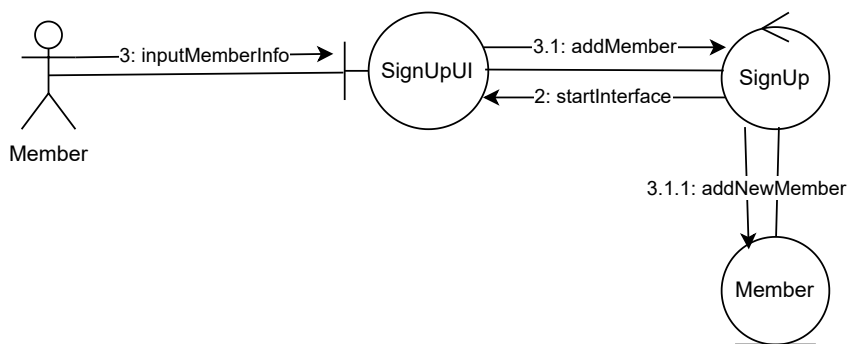 3: inputMemberInfo
SignUpUI
3.1: addMember
SignUp
2: startInterface
Member
3.1.1: addNewMember
Member